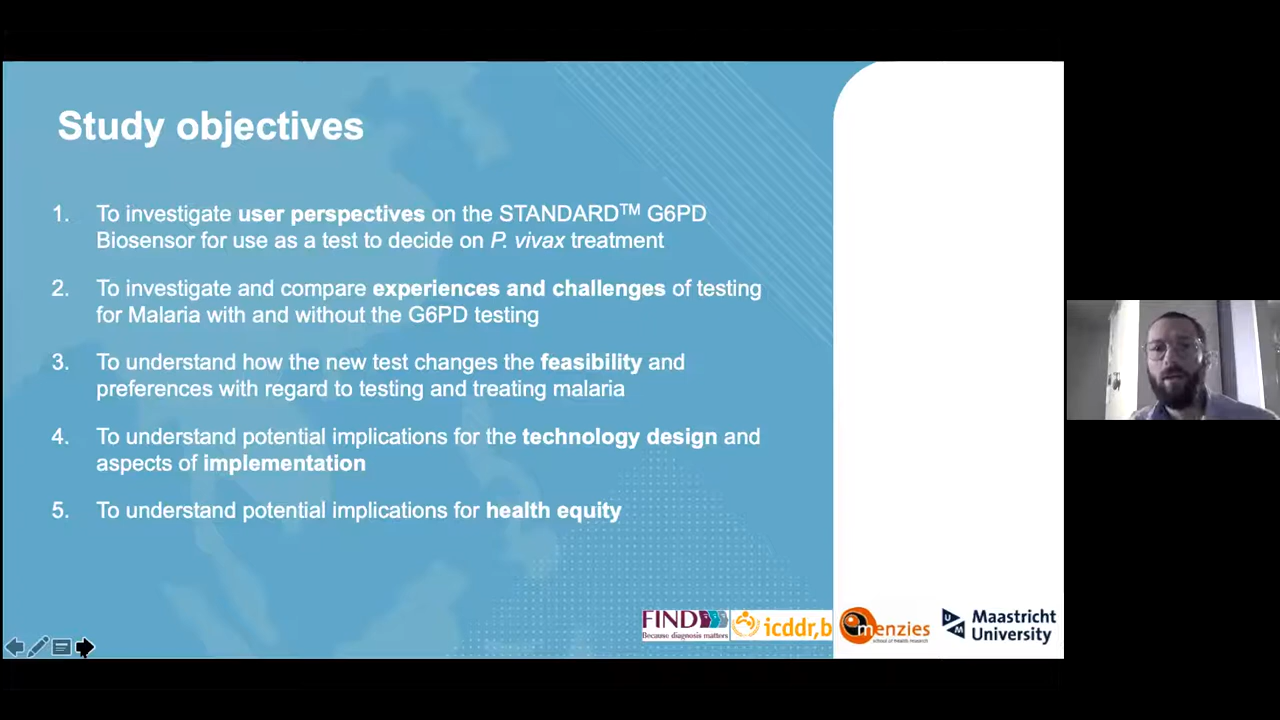 Study objectives
1. To investigate user perspectives on the STANDARD™ G6PD
Biosensor for use as a test to decide on P. vivax treatment
2. To investigate and compare experiences and challenges of testing
for Malaria with and without the G6PD testing
3. To understand how the new test changes the feasibility and
preferences with regard to testing and treating malaria
4. To understand potential implications for the technology design and
aspects of implementation
5. To understand potential implications for health equity
FIND
Because diagnosis matters
icddr,b
menzies
school of health research
Maastricht
University